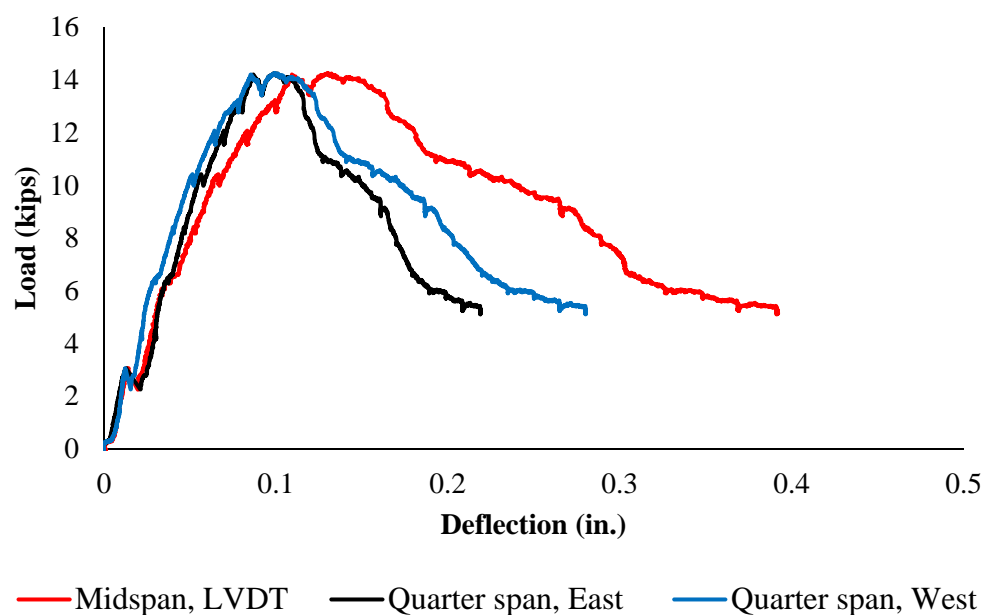 16
14
12
10
8
6
4
2
0
Load (kips)
0 0.1 0.2 0.3 0.4 0.5
Deflection (in.)
Midspan, LVDT Quarter span, East Quarter span, West